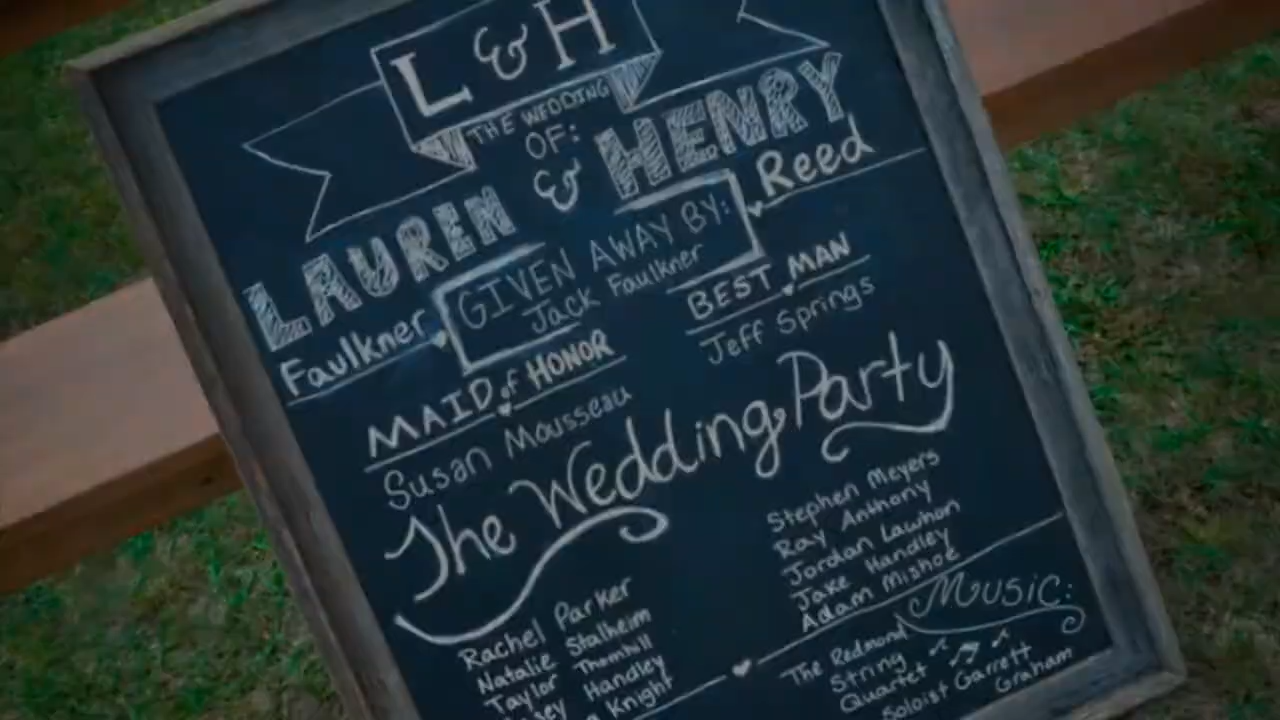 L & H
THE WEDDING
OF:
LAUREN & HENRY
Faulkner
Reed
GIVEN AWAY BY:
Jack Faulkner
MAID of HONOR
Susan Mousseau
BEST MAN
Jeff Springs
The Wedding Party
Rachel Parker
Natalie Stalheim
Taylor Thornhill
Handley
Knight
Stephen Meyers
Ray Anthony
Jordan Lawhon
Jake Handley
Adam Mishoe
Music:
The Redmond
String
Quartet
Soloist Garrett
Graham